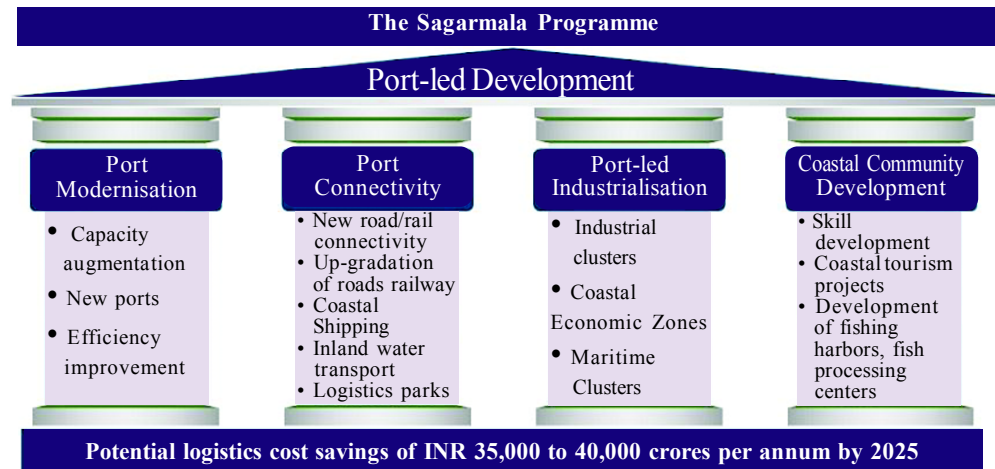 The Sagarmala Programme
Port-led Development
Port
Modernisation
• Capacity
augmentation
• New ports
• Efficiency
improvement
Port
Connectivity
• New road/rail
connectivity
• Up-gradation
of roads railway
• Coastal
Shipping
• Inland water
transport
• Logistics parks
Port-led
Industrialisation
• Industrial
clusters
• Coastal
Economic Zones
• Maritime
Clusters
Coastal Community
Development
• Skill
development
• Coastal tourism
projects
• Development
of fishing
harbors, fish
processing
centers
Potential logistics cost savings of INR 35,000 to 40,000 crores per annum by 2025